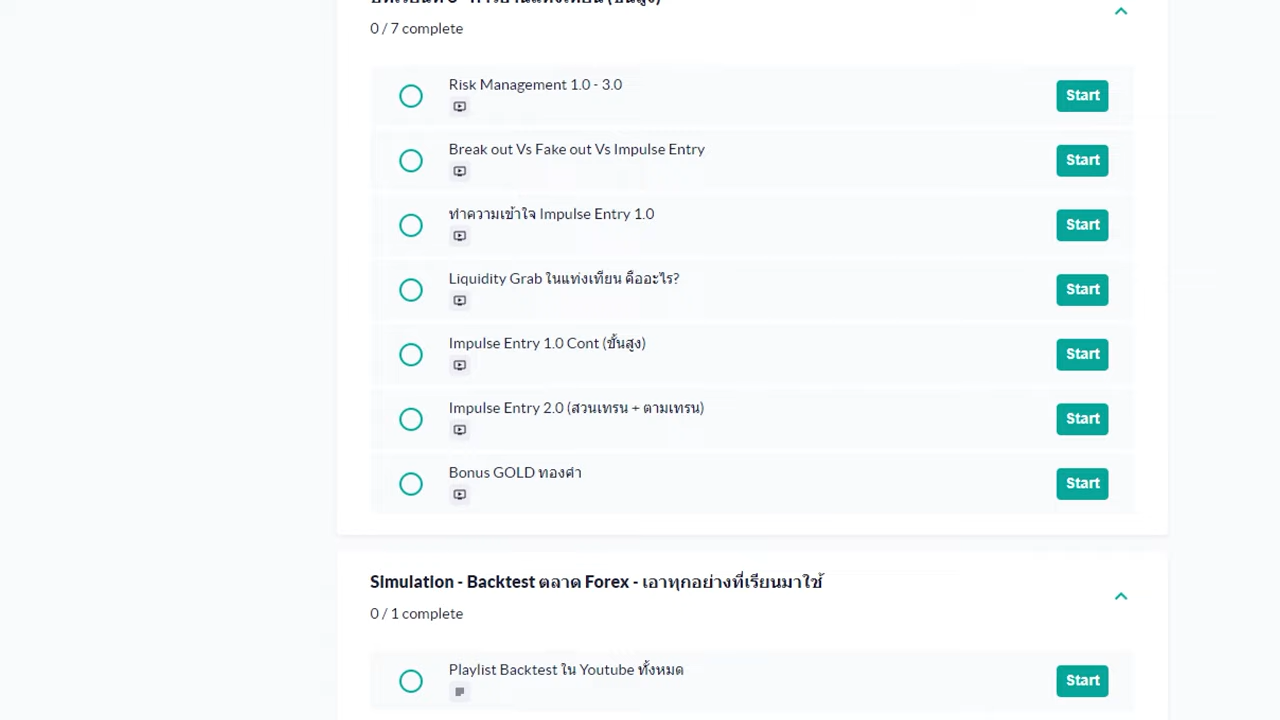 0 / 7 complete
Risk Management 1.0 - 3.0
Start
Break out Vs Fake out Vs Impulse Entry
Start
ทำความเข้าใจ Impulse Entry 1.0
Start
Liquidity Grab ในแท่งเทียน คืออะไร?
Start
Impulse Entry 1.0 Cont (ขั้นสูง)
Start
Impulse Entry 2.0 (สวนเทรน + ตามเทรน)
Start
Bonus GOLD ทองคำ
Start
Simulation - Backtest ตลาด Forex - เอาทุกอย่างที่เรียนมาใช้
0 / 1 complete
Playlist Backtest ใน Youtube ทั้งหมด
Start